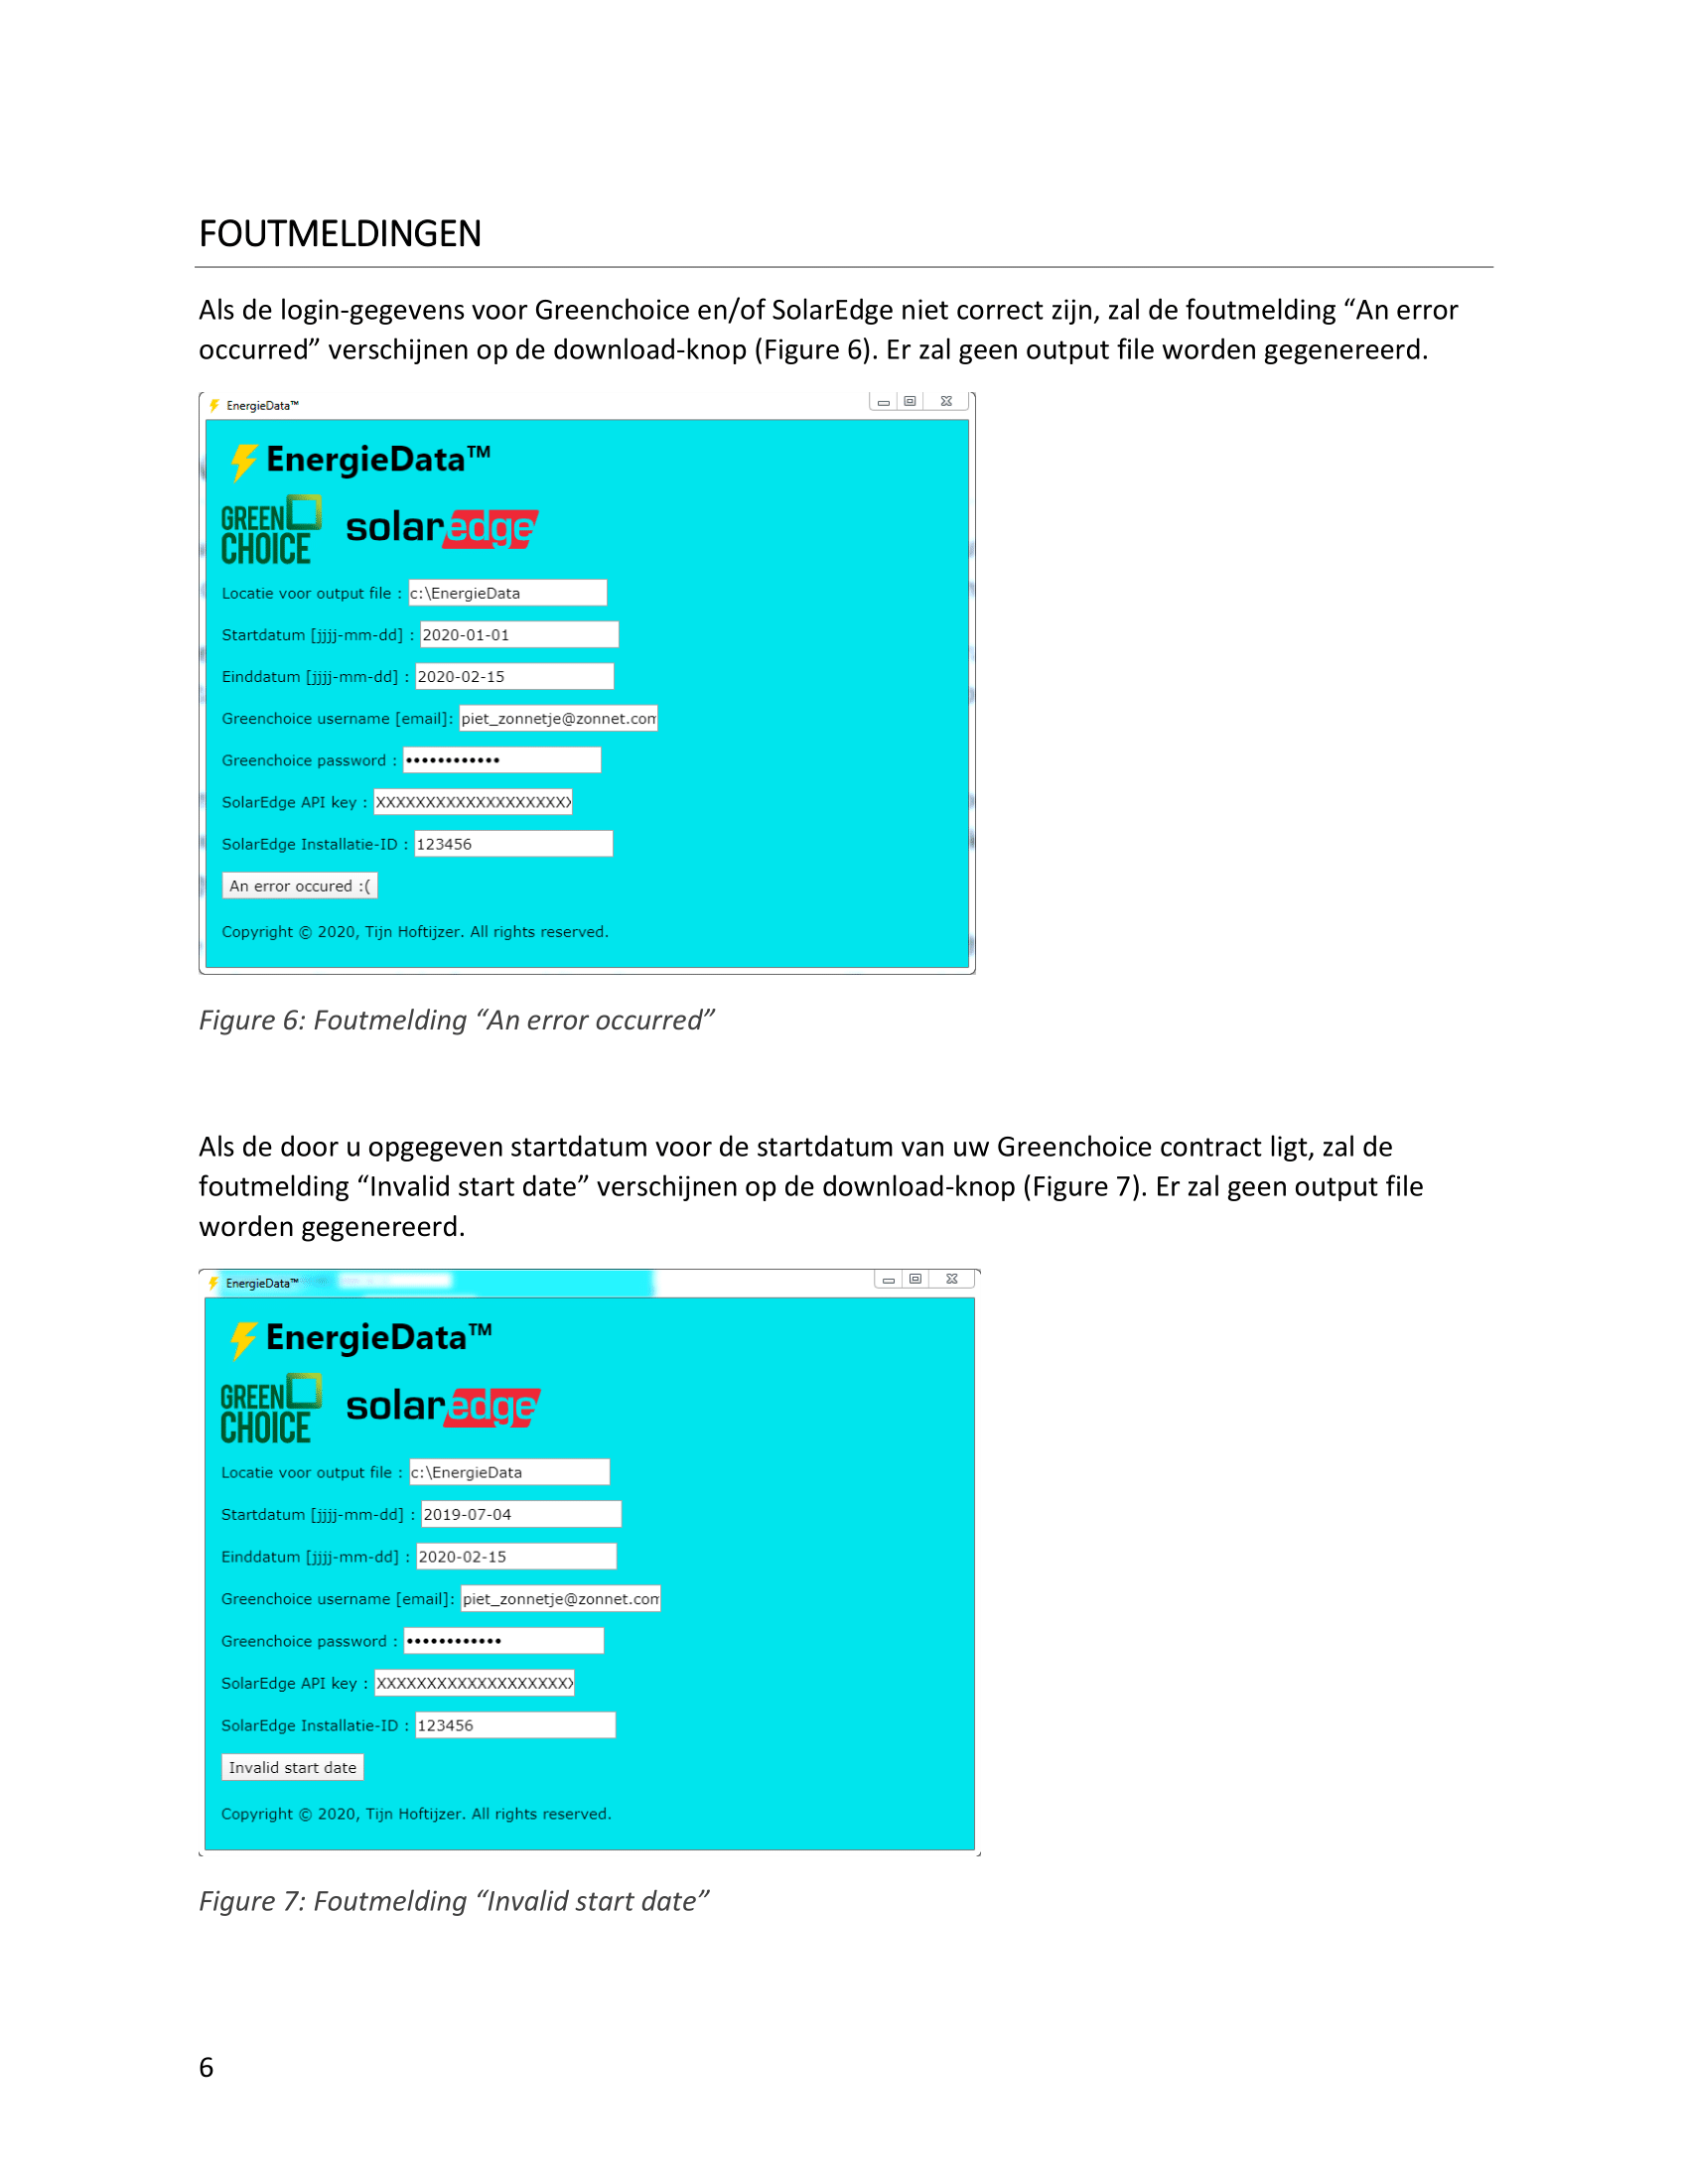 FOUTMELDINGEN
Als de login-gegevens voor Greenchoice en/of SolarEdge niet correct zijn, zal de foutmelding “An error
occurred” verschijnen op de download-knop (Figure 6). Er zal geen output file worden gegenereerd.
EnergieData™
EnergieData™
GREEN
CHOICE
solaredge
Locatie voor output file : c:\EnergieData
Startdatum [jjjj-mm-dd] : 2020-01-01
Einddatum [jjjj-mm-dd] : 2020-02-15
Greenchoice username [email]: piet_zonnetje@zonnet.com
Greenchoice password : ••••••••••••
SolarEdge API key : XXXXXXXXXXXXXXXXXXXX
SolarEdge Installatie-ID : 123456
An error occured :(
Copyright © 2020, Tijn Hoftijzer. All rights reserved.
Figure 6: Foutmelding “An error occurred”
Als de door u opgegeven startdatum voor de startdatum van uw Greenchoice contract ligt, zal de
foutmelding “Invalid start date” verschijnen op de download-knop (Figure 7). Er zal geen output file
worden gegenereerd.
EnergieData™
EnergieData™
GREEN
CHOICE
solaredge
Locatie voor output file : c:\EnergieData
Startdatum [jjjj-mm-dd] : 2019-07-04
Einddatum [jjjj-mm-dd] : 2020-02-15
Greenchoice username [email]: piet_zonnetje@zonnet.com
Greenchoice password : ••••••••••••
SolarEdge API key : XXXXXXXXXXXXXXXXXXXX
SolarEdge Installatie-ID : 123456
Invalid start date
Copyright © 2020, Tijn Hoftijzer. All rights reserved.
Figure 7: Foutmelding “Invalid start date”
6